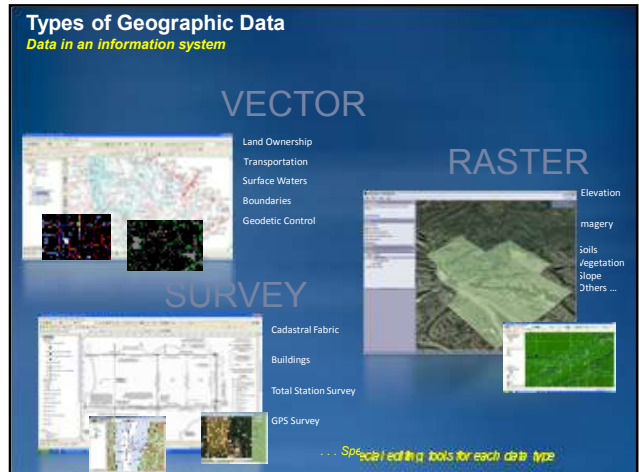 Types of Geographic Data
Data in an information system
VECTOR
Land Ownership
Transportation
Surface Waters
Boundaries
Geodetic Control
RASTER
Elevation
Imagery
Soils
Vegetation
Slope
Others ...
SURVEY
Cadastral Fabric
Buildings
Total Station Survey
GPS Survey
. . . Special editing tools for each data type